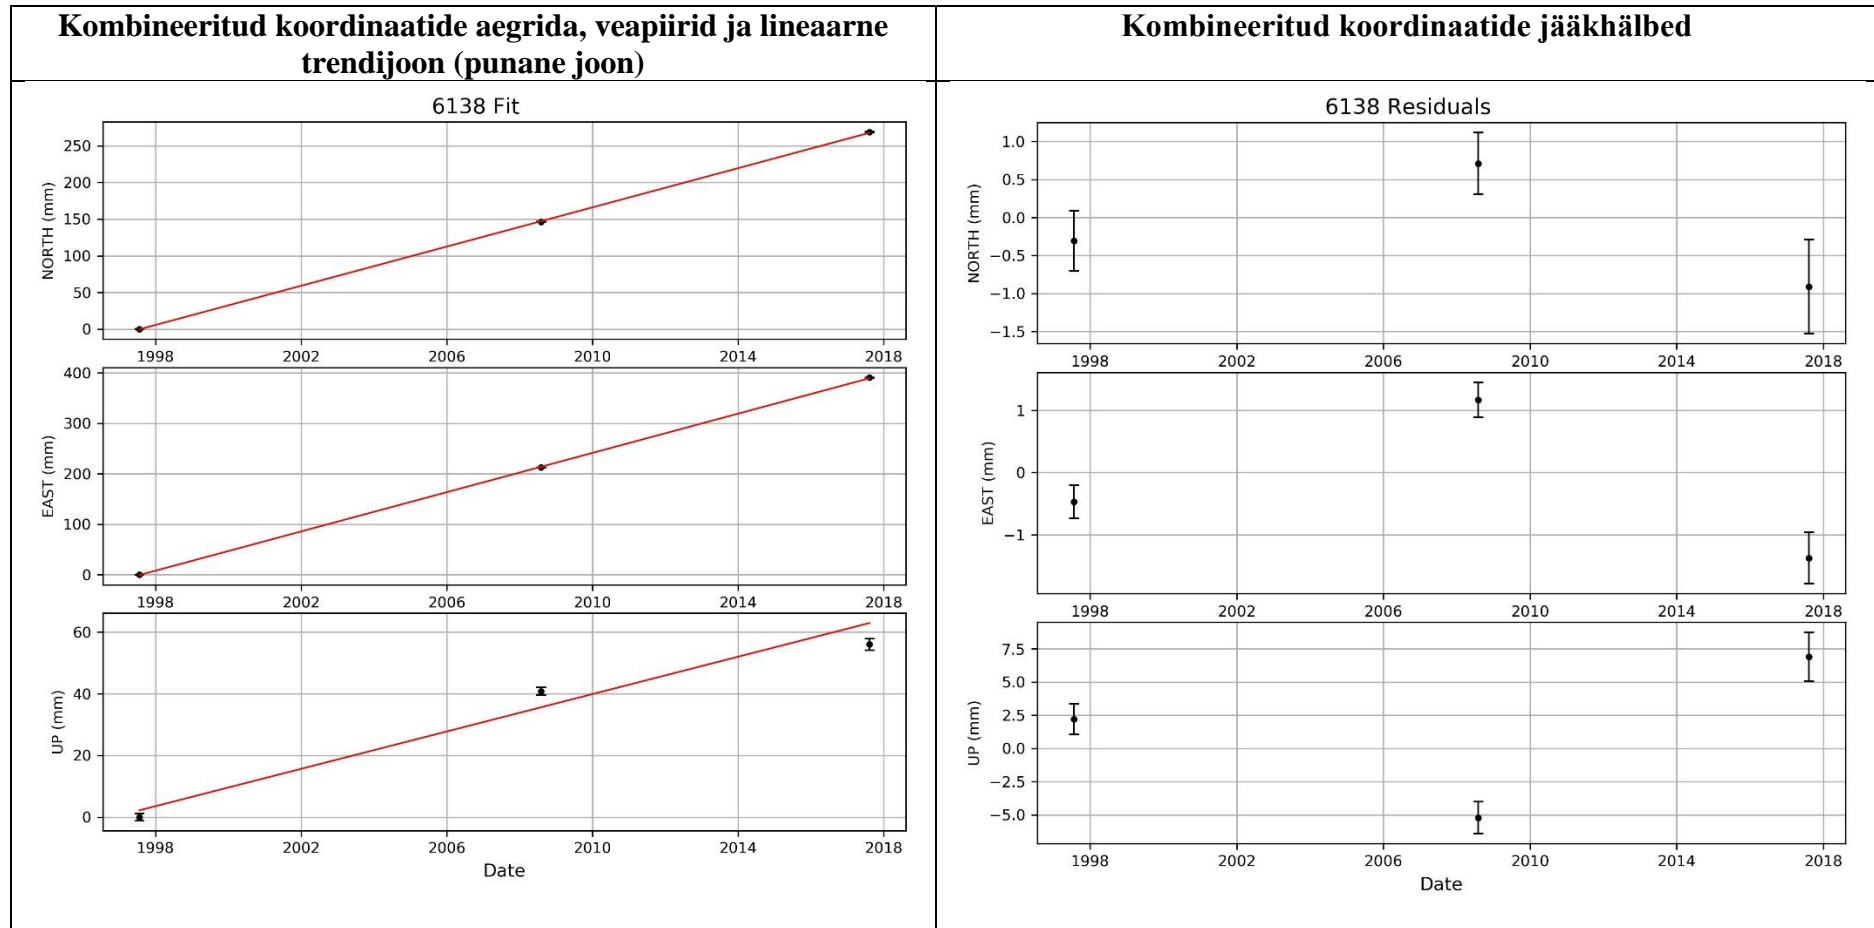 Kombineeritud koordinaatide aegrida, veapiirid ja lineaarne
trendijoon (punane joon)
Kombineeritud koordinaatide jääkhälbed
6138 Fit
250
200
150
100
50
0
NORTH (mm)
1998 2002 2006 2010 2014 2018
400
300
200
100
0
EAST (mm)
1998 2002 2006 2010 2014 2018
60
40
20
0
UP (mm)
1998 2002 2006 2010 2014 2018
Date
6138 Residuals
1.0
0.5
0.0
−0.5
−1.0
−1.5
NORTH (mm)
1998 2002 2006 2010 2014 2018
1
0
−1
EAST (mm)
1998 2002 2006 2010 2014 2018
7.5
5.0
2.5
0.0
−2.5
−5.0
UP (mm)
1998 2002 2006 2010 2014 2018
Date